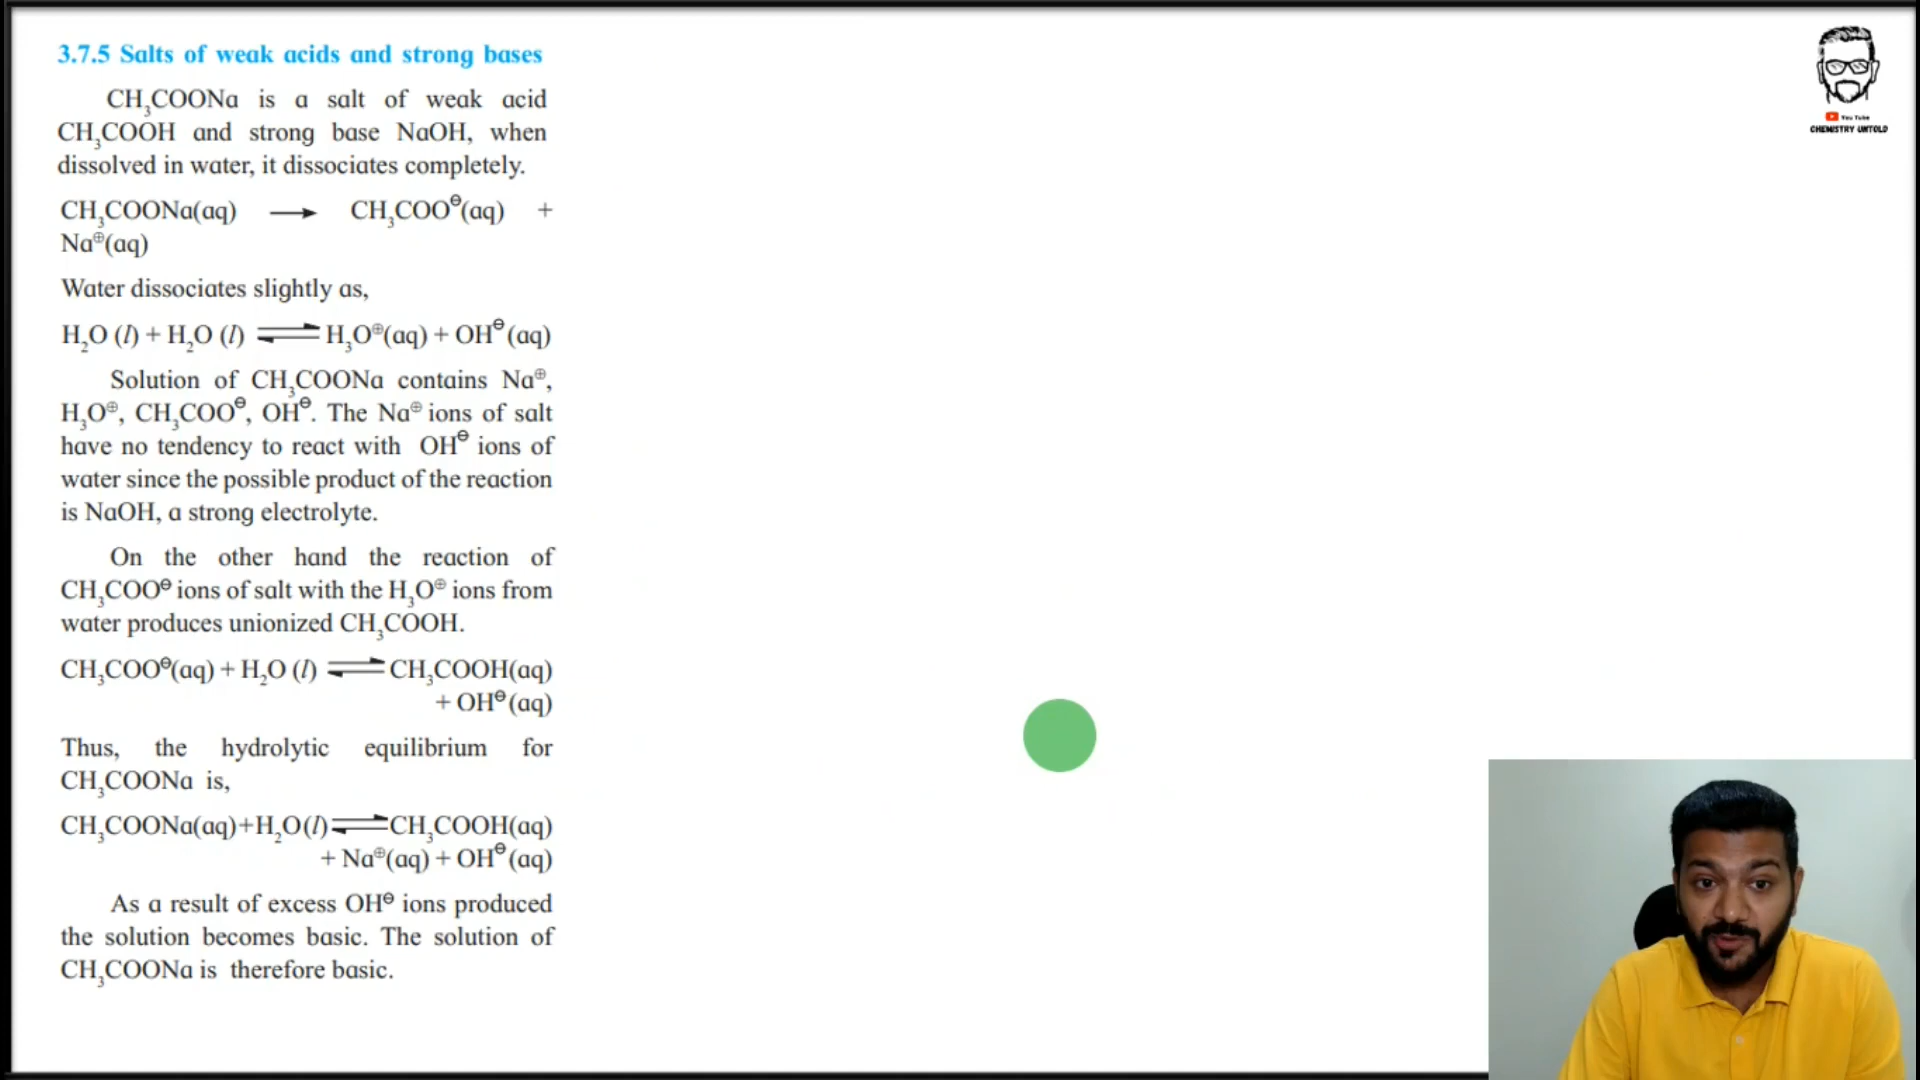 3.7.5 Salts of weak acids and strong bases
CH₃COONa is a salt of weak acid
CH₃COOH and strong base NaOH, when
dissolved in water, it dissociates completely.
CH₃COONa(aq) ⟶ CH₃COO⊖(aq) +
Na⊕(aq)
Water dissociates slightly as,
H₂O (l) + H₂O (l) ⇌ H₃O⊕(aq) + OH⊖(aq)
Solution of CH₃COONa contains Na⊕,
H₃O⊕, CH₃COO⊖, OH⊖. The Na⊕ ions of salt
have no tendency to react with OH⊖ ions of
water since the possible product of the reaction
is NaOH, a strong electrolyte.
On the other hand the reaction of
CH₃COO⊖ ions of salt with the H₃O⊕ ions from
water produces unionized CH₃COOH.
CH₃COO⊖(aq) + H₂O (l) ⇌ CH₃COOH(aq)
+ OH⊖(aq)
Thus, the hydrolytic equilibrium for
CH₃COONa is,
CH₃COONa(aq)+H₂O(l)⇌CH₃COOH(aq)
+ Na⊕(aq) + OH⊖(aq)
As a result of excess OH⊖ ions produced
the solution becomes basic. The solution of
CH₃COONa is therefore basic.
You Tube
CHEMISTRY UNTOLD